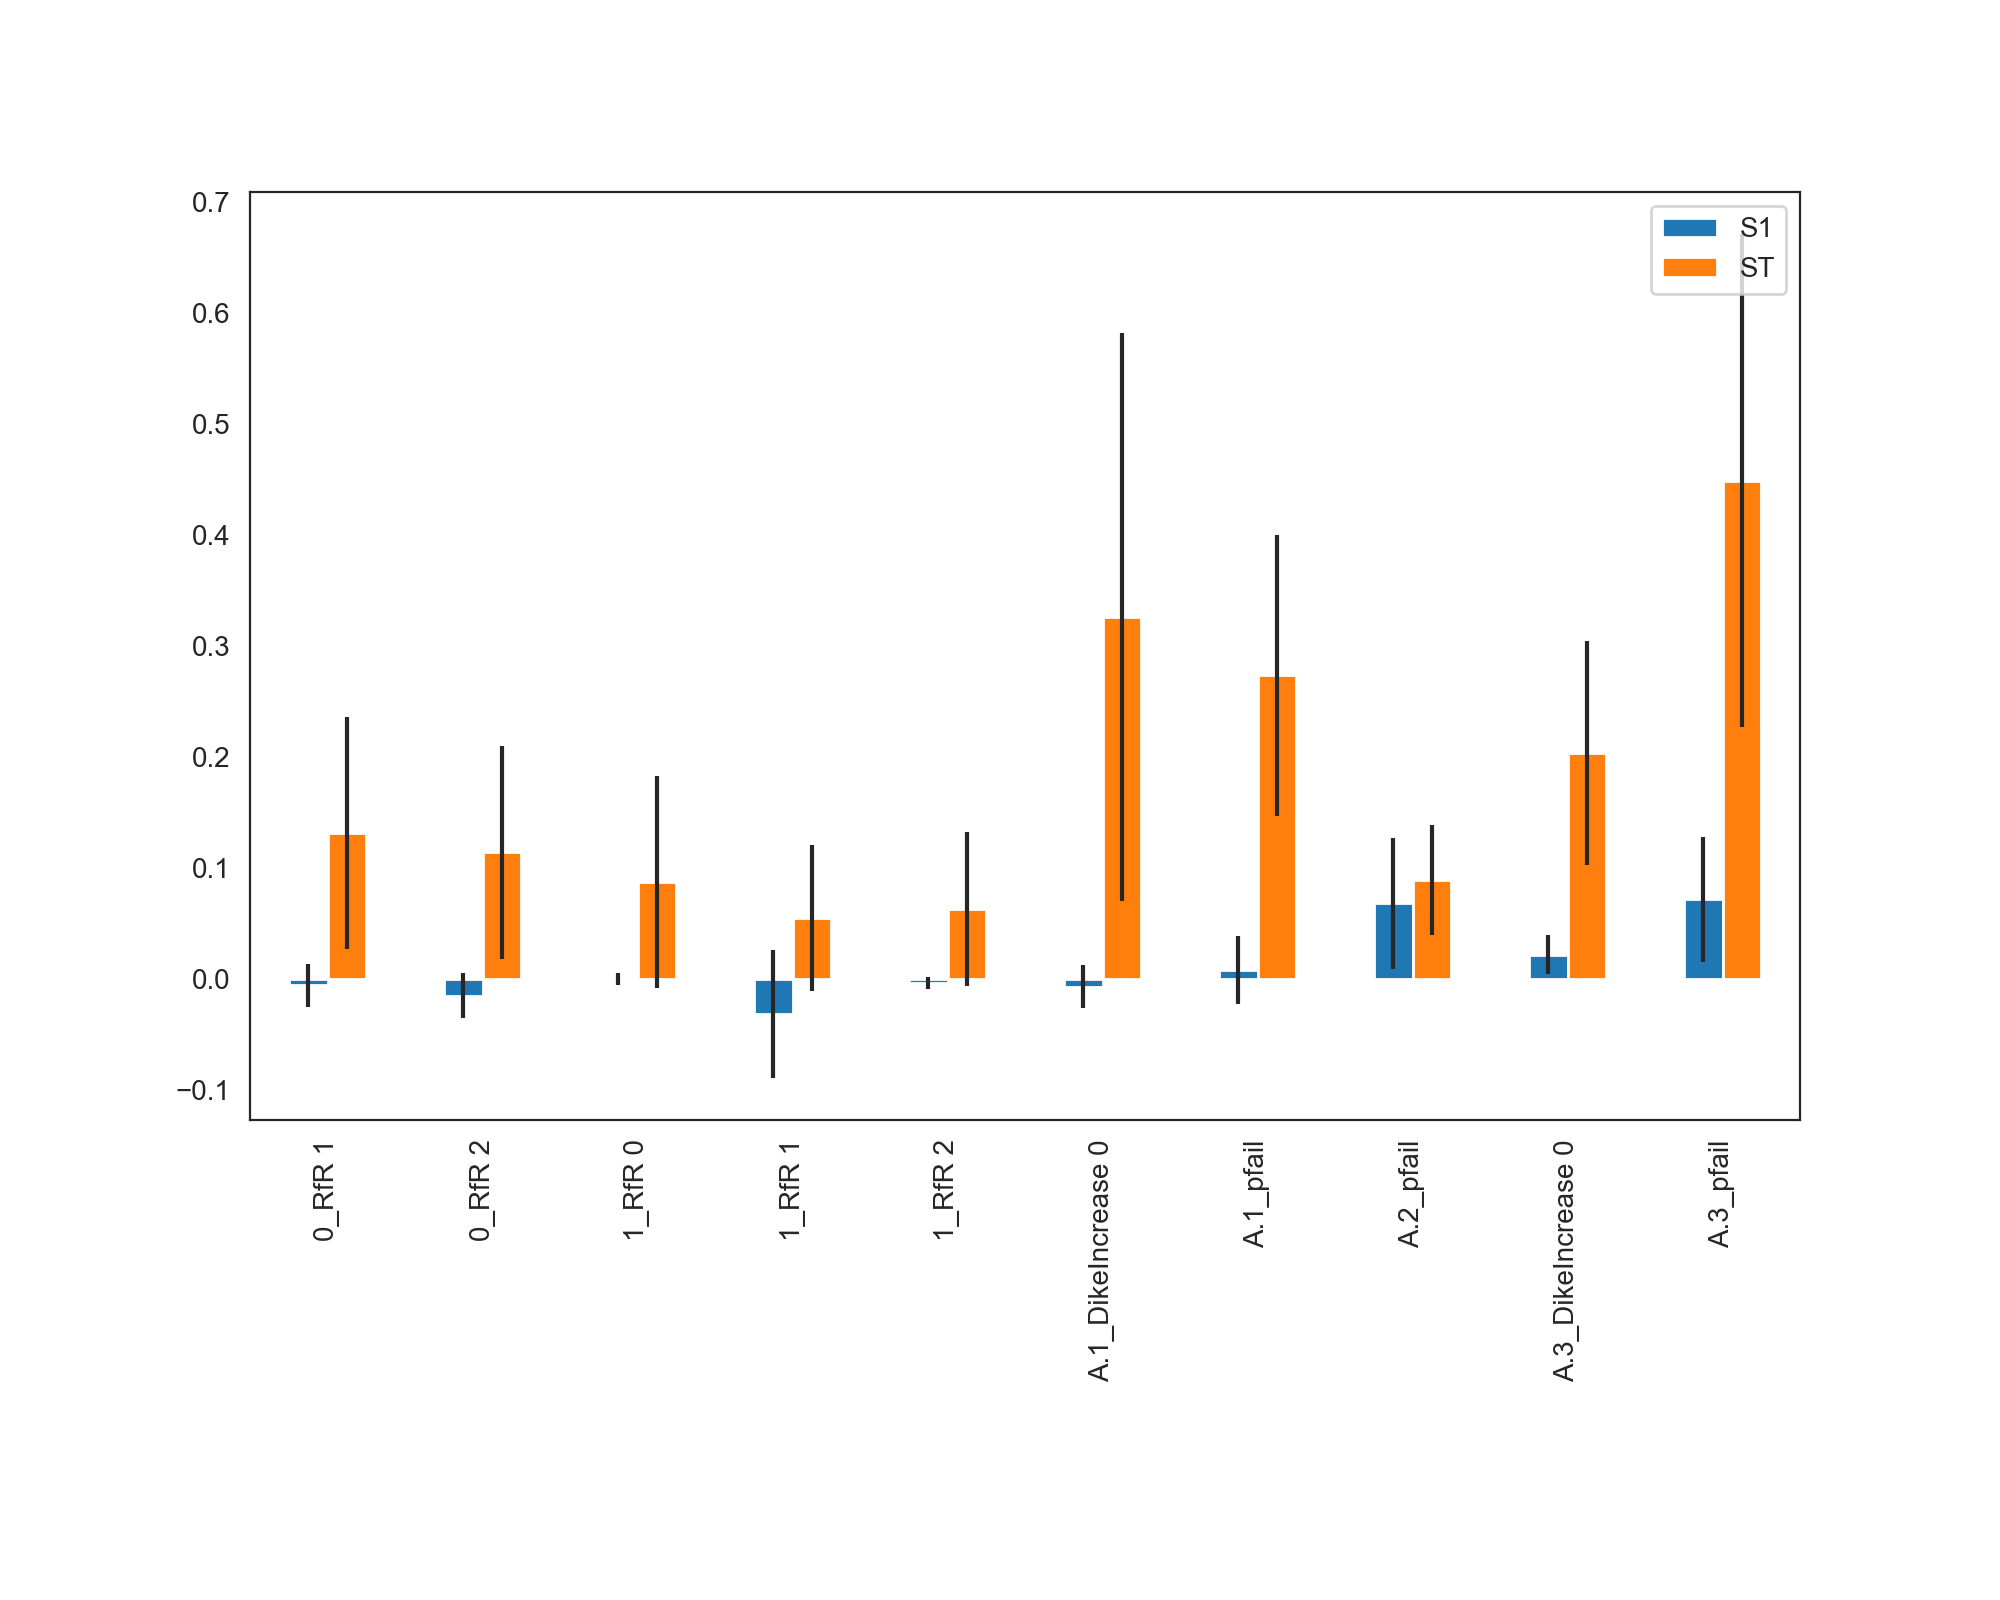 0.7
0.6
0.5
0.4
0.3
0.2
0.1
0.0
−0.1
S1
ST
0_RfR 1
0_RfR 2
1_RfR 0
1_RfR 1
1_RfR 2
A.1_DikeIncrease 0
A.1_pfail
A.2_pfail
A.3_DikeIncrease 0
A.3_pfail